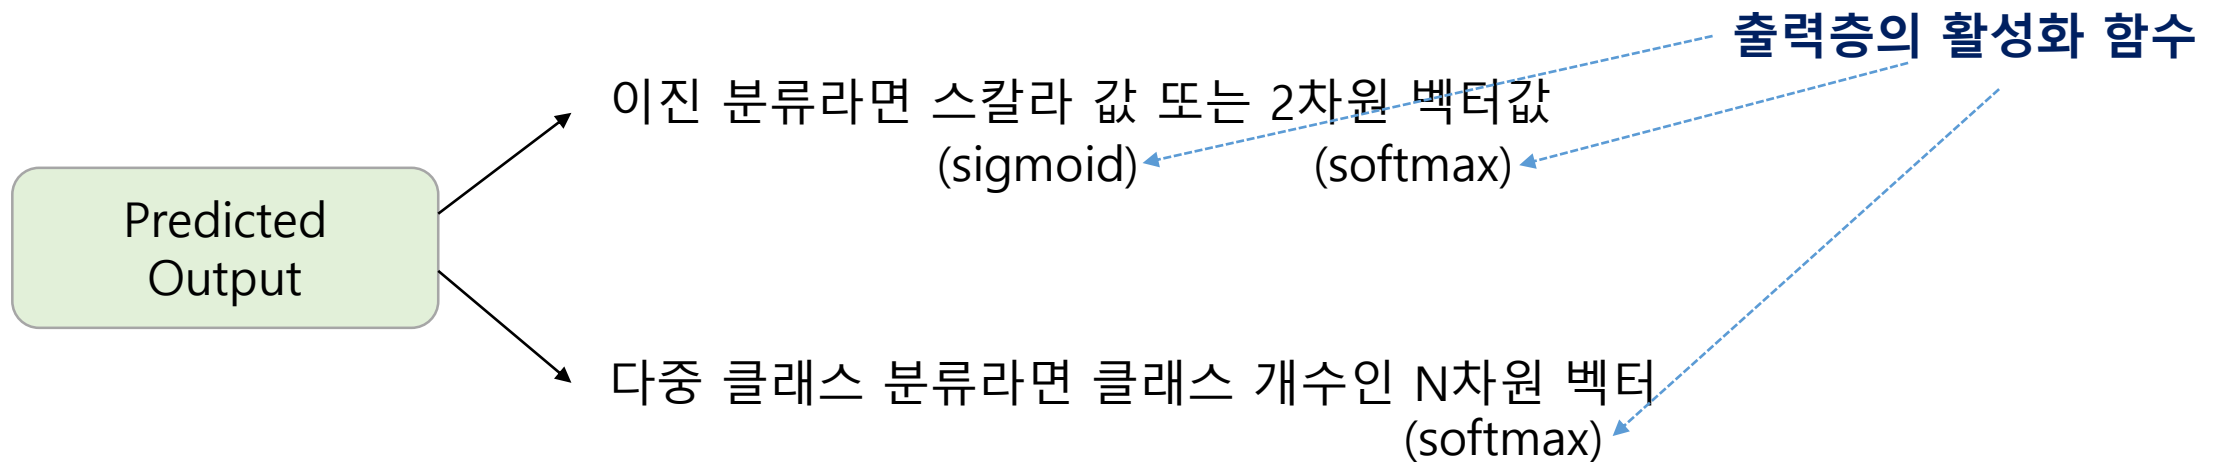 출력층의 활성화 함수
이진 분류라면 스칼라 값 또는 2차원 벡터값
(sigmoid) (softmax)
Predicted
Output
다중 클래스 분류라면 클래스 개수인 N차원 벡터
(softmax)